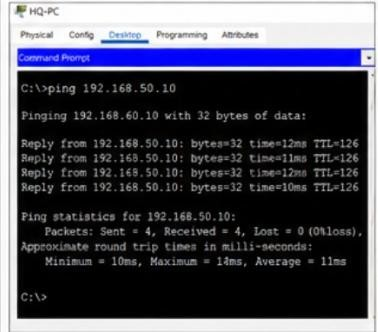 HQ-PC
Physical Config Desktop Programming Attributes
Command Prompt
C:\>ping 192.168.50.10
Pinging 192.168.60.10 with 32 bytes of data:
Reply from 192.168.50.10: bytes=32 time=12ms TTL=126
Reply from 192.168.50.10: bytes=32 time=11ms TTL=126
Reply from 192.168.50.10: bytes=32 time=12ms TTL=126
Reply from 192.168.50.10: bytes=32 time=10ms TTL=126
Ping statistics for 192.168.50.10:
Packets: Sent = 4, Received = 4, Lost = 0 (0%loss),
Approximate round trip times in milli-seconds:
Minimum = 10ms, Maximum = 12ms, Average = 11ms
C:\>